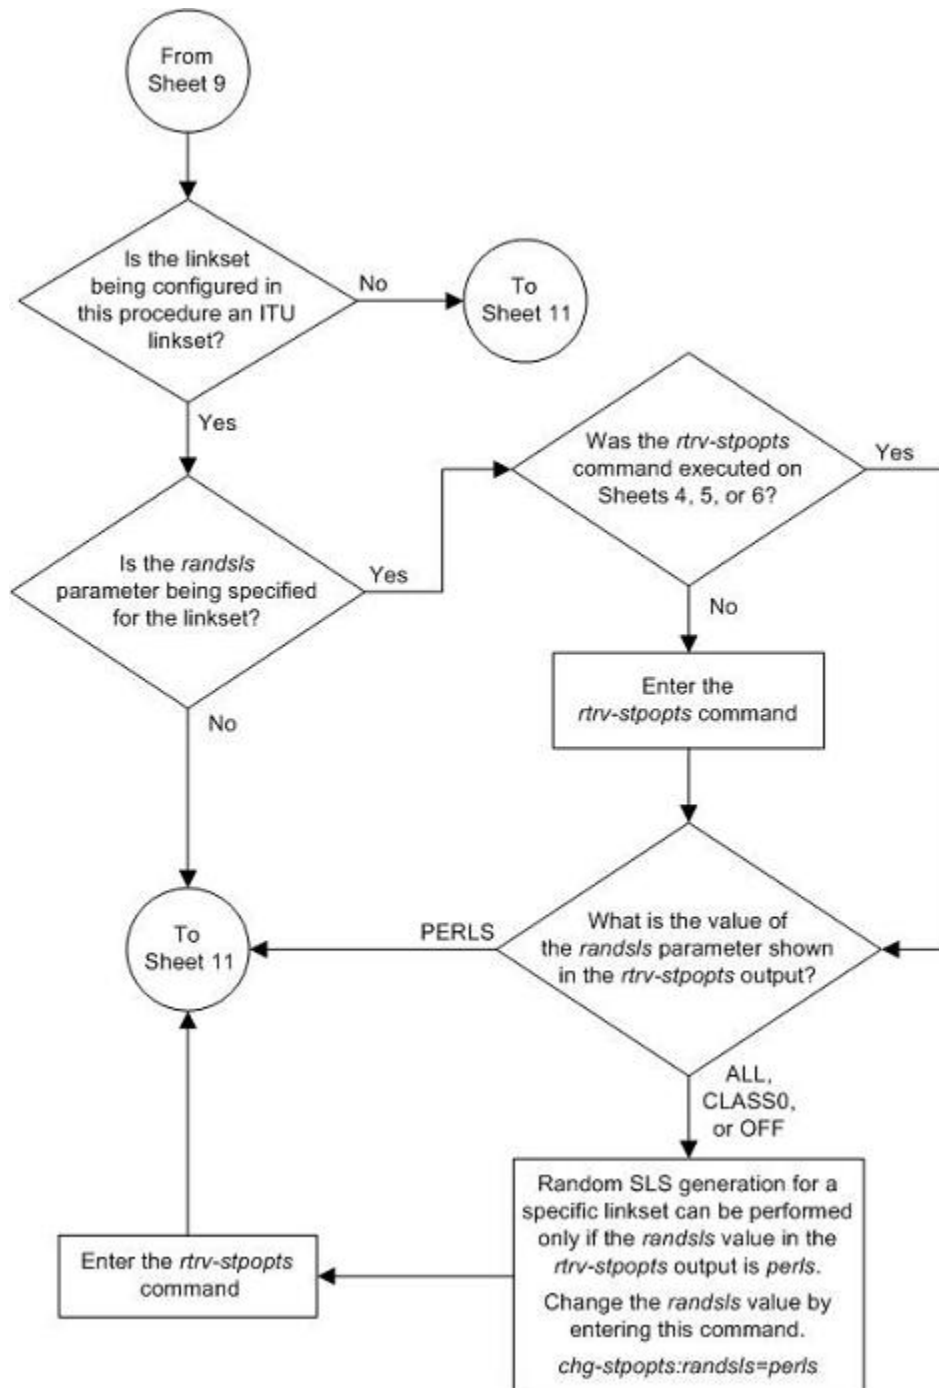 From
Sheet 9
Is the linkset
being configured in
this procedure an ITU
linkset?
No
To
Sheet 11
Yes
Was the rtrv-stpopts
command executed on
Sheets 4, 5, or 6?
Yes
Is the randsls
parameter being specified
for the linkset?
Yes
No
No
Enter the
rtrv-stpopts command
What is the value of
the randsls parameter shown
in the rtrv-stpopts output?
PERLS
To
Sheet 11
ALL,
CLASS0,
or OFF
Random SLS generation for a
specific linkset can be performed
only if the randsls value in the
rtrv-stpopts output is perls.
Change the randsls value by
entering this command.
chg-stpopts:randsls=perls
Enter the rtrv-stpopts
command